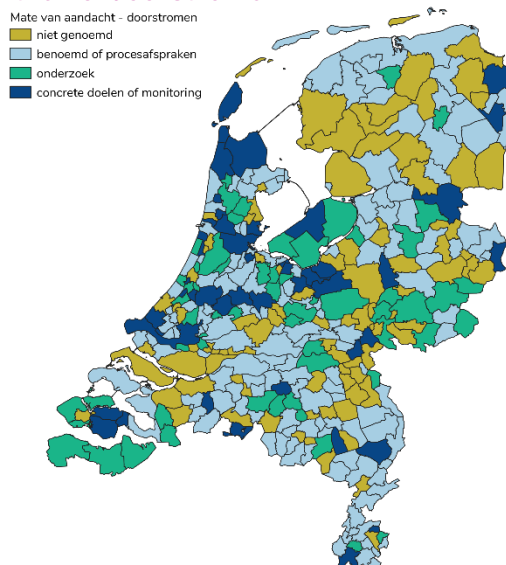 Mate van aandacht - doorstromen
niet genoemd
benoemd of procesafspraken
onderzoek
concrete doelen of monitoring